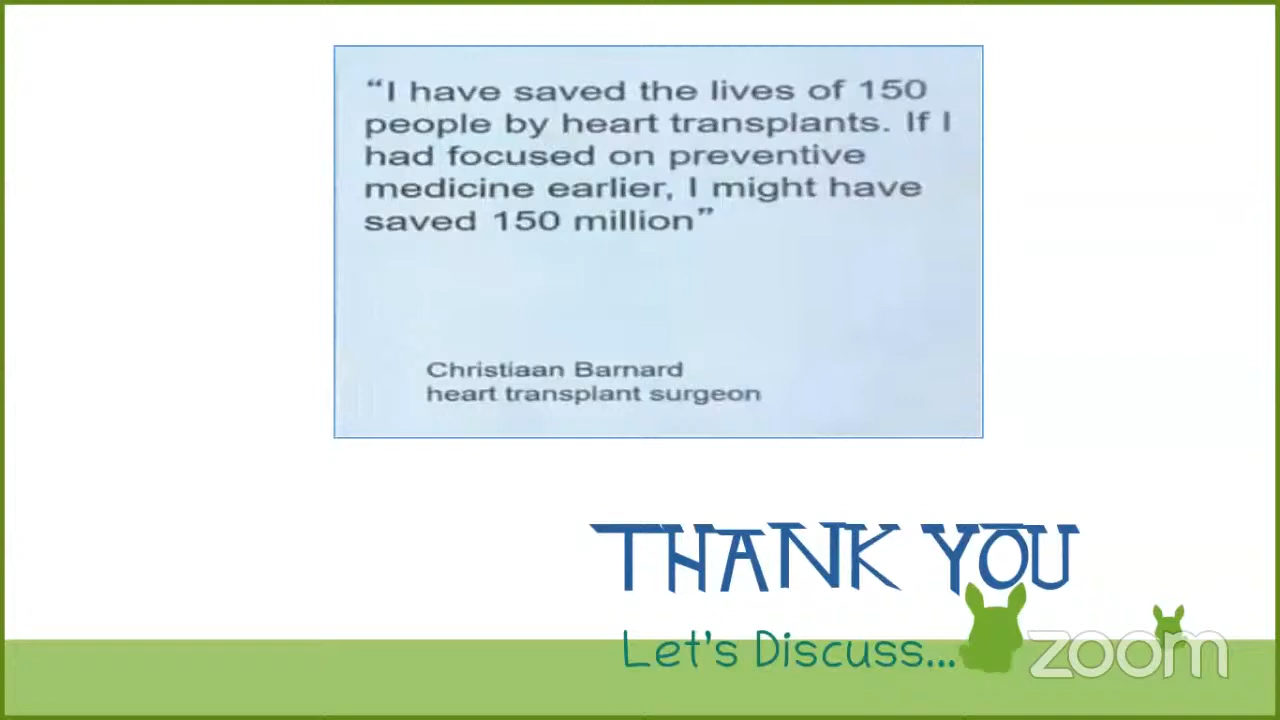 “I have saved the lives of 150
people by heart transplants. If I
had focused on preventive
medicine earlier, I might have
saved 150 million”
Christiaan Barnard
heart transplant surgeon
THANK YOU
Let's Discuss...
zoom